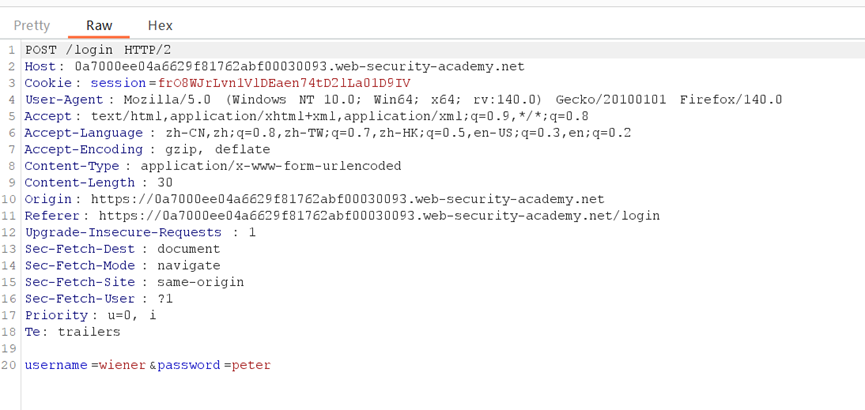 Pretty Raw Hex
1 POST /login HTTP/2
2 Host: 0a7000ee04a6629f81762abf00030093.web-security-academy.net
3 Cookie: session=frO8WJrLvn1VlDEaen74tD2lLa01D9IV
4 User-Agent: Mozilla/5.0 (Windows NT 10.0; Win64; x64; rv:140.0) Gecko/20100101 Firefox/140.0
5 Accept: text/html,application/xhtml+xml,application/xml;q=0.9,*/*;q=0.8
6 Accept-Language: zh-CN,zh;q=0.8,zh-TW;q=0.7,zh-HK;q=0.5,en-US;q=0.3,en;q=0.2
7 Accept-Encoding: gzip, deflate
8 Content-Type: application/x-www-form-urlencoded
9 Content-Length: 30
10 Origin: https://0a7000ee04a6629f81762abf00030093.web-security-academy.net
11 Referer: https://0a7000ee04a6629f81762abf00030093.web-security-academy.net/login
12 Upgrade-Insecure-Requests: 1
13 Sec-Fetch-Dest: document
14 Sec-Fetch-Mode: navigate
15 Sec-Fetch-Site: same-origin
16 Sec-Fetch-User: ?1
17 Priority: u=0, i
18 Te: trailers
19
20 username=wiener&password=peter